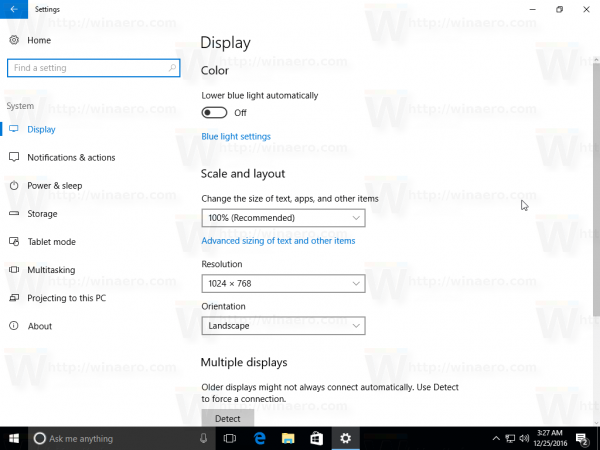 Settings
Home
Find a setting
System
Display
Notifications & actions
Power & sleep
Storage
Tablet mode
Multitasking
Projecting to this PC
About
Display
Color
Lower blue light automatically
Off
Blue light settings
Scale and layout
Change the size of text, apps, and other items
100% (Recommended)
Advanced sizing of text and other items
Resolution
1024 × 768
Orientation
Landscape
Multiple displays
Older displays might not always connect automatically. Use Detect
to force a connection.
Detect
Ask me anything
3:27 AM
12/25/2016
2
W http://winaero.com